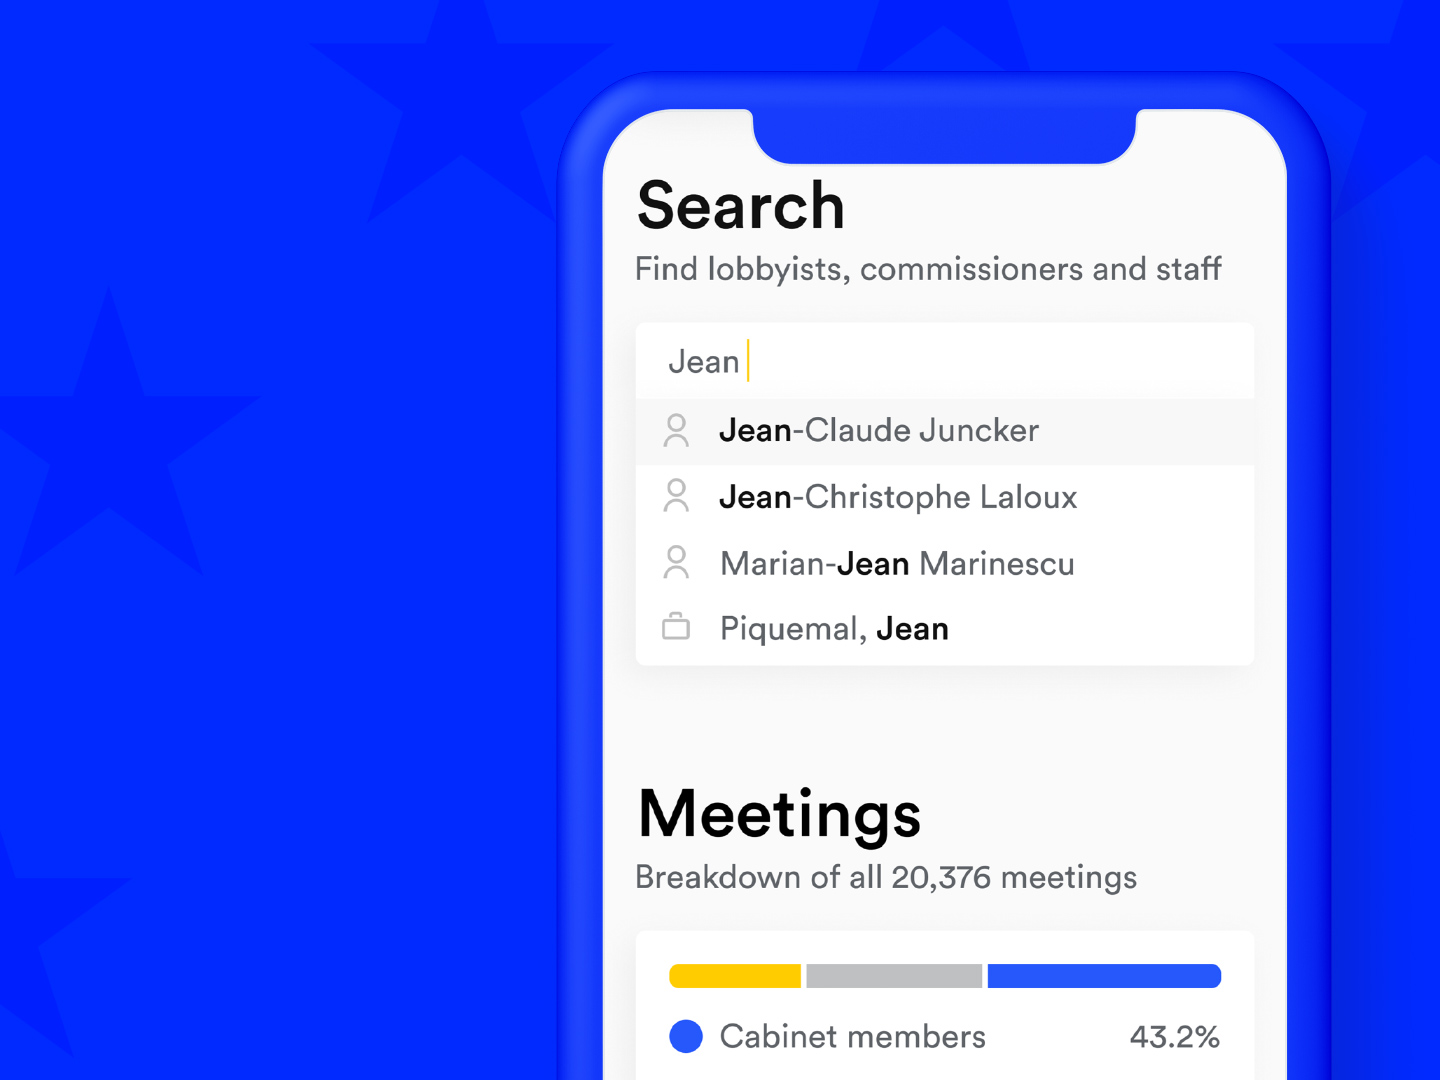 Search
Find lobbyists, commissioners and staff
Jean
Jean-Claude Juncker
Jean-Christophe Laloux
Marian-Jean Marinescu
Piquemal, Jean
Meetings
Breakdown of all 20,376 meetings
Cabinet members 43.2%